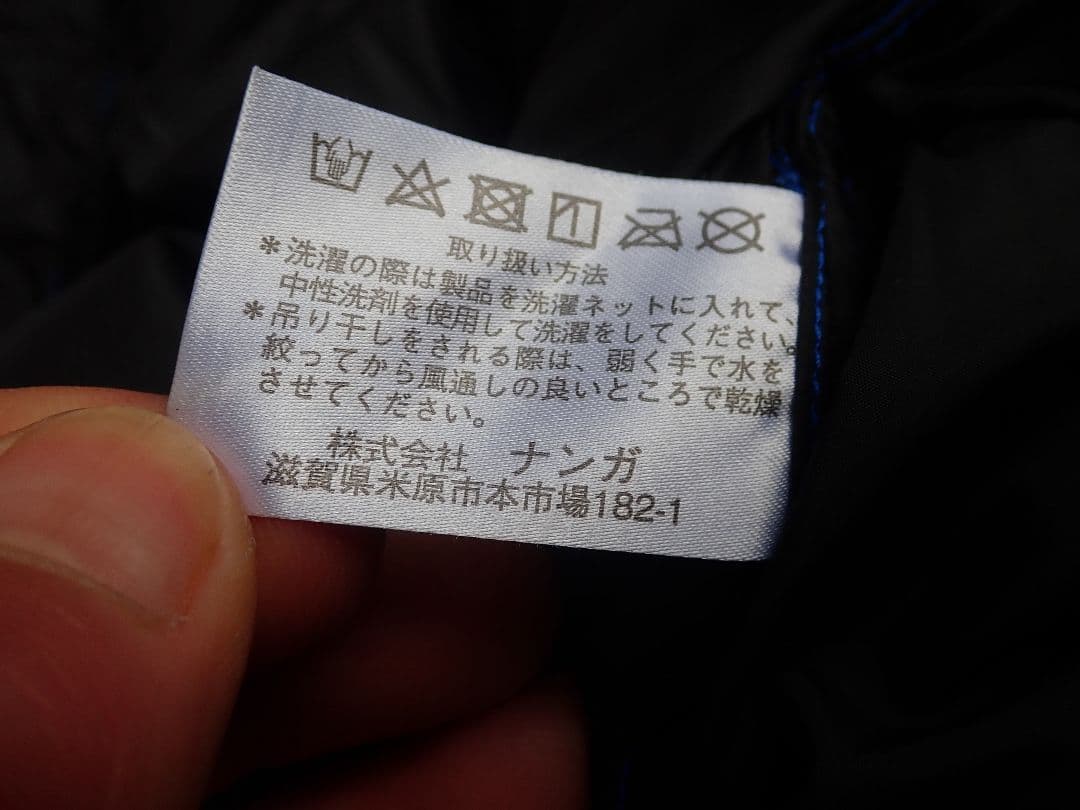 取り扱い方法
*洗濯の際は製品を洗濯ネットに入れて、
中性洗剤を使用して洗濯をしてください。
*吊り干しをされる際は、弱く手で水を
絞ってから風通しの良いところで乾燥
させてください。
株式会社 ナンガ
滋賀県米原市本市場182-1